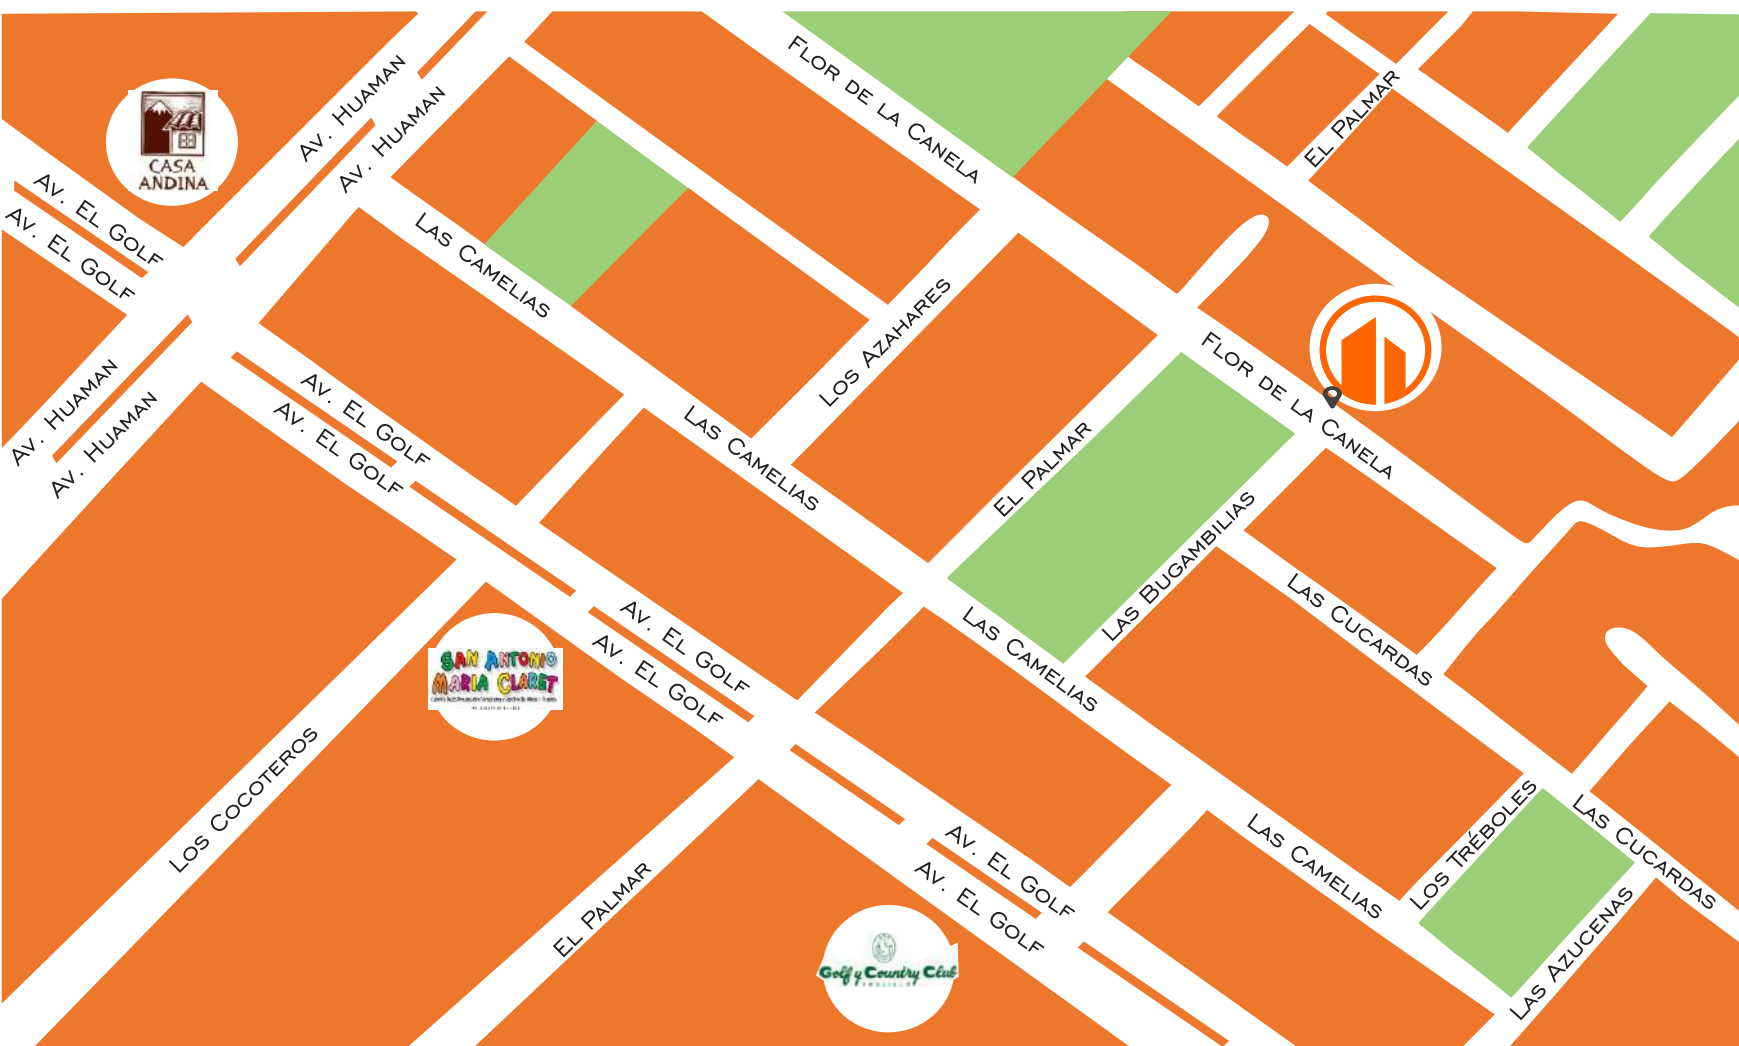 Av. Huaman
Av. Huaman
Flor de la Canela
El Palmar
CASA
ANDINA
Av. El Golf
Av. El Golf
Las Camelias
Los Azahares
Flor de la Canela
Av. Huaman
Av. Huaman
Av. El Golf
Av. El Golf
Las Camelias
El Palmar
Las Bugambilias
Las Cucardas
Av. El Golf
Av. El Golf
Las Camelias
San Antonio
Maria Claret
Los Cocoteros
Los Tréboles
Las Cucardas
Las Camelias
Av. El Golf
Av. El Golf
El Palmar
Las Azucenas
Golf y Country Club
TRUJILLO